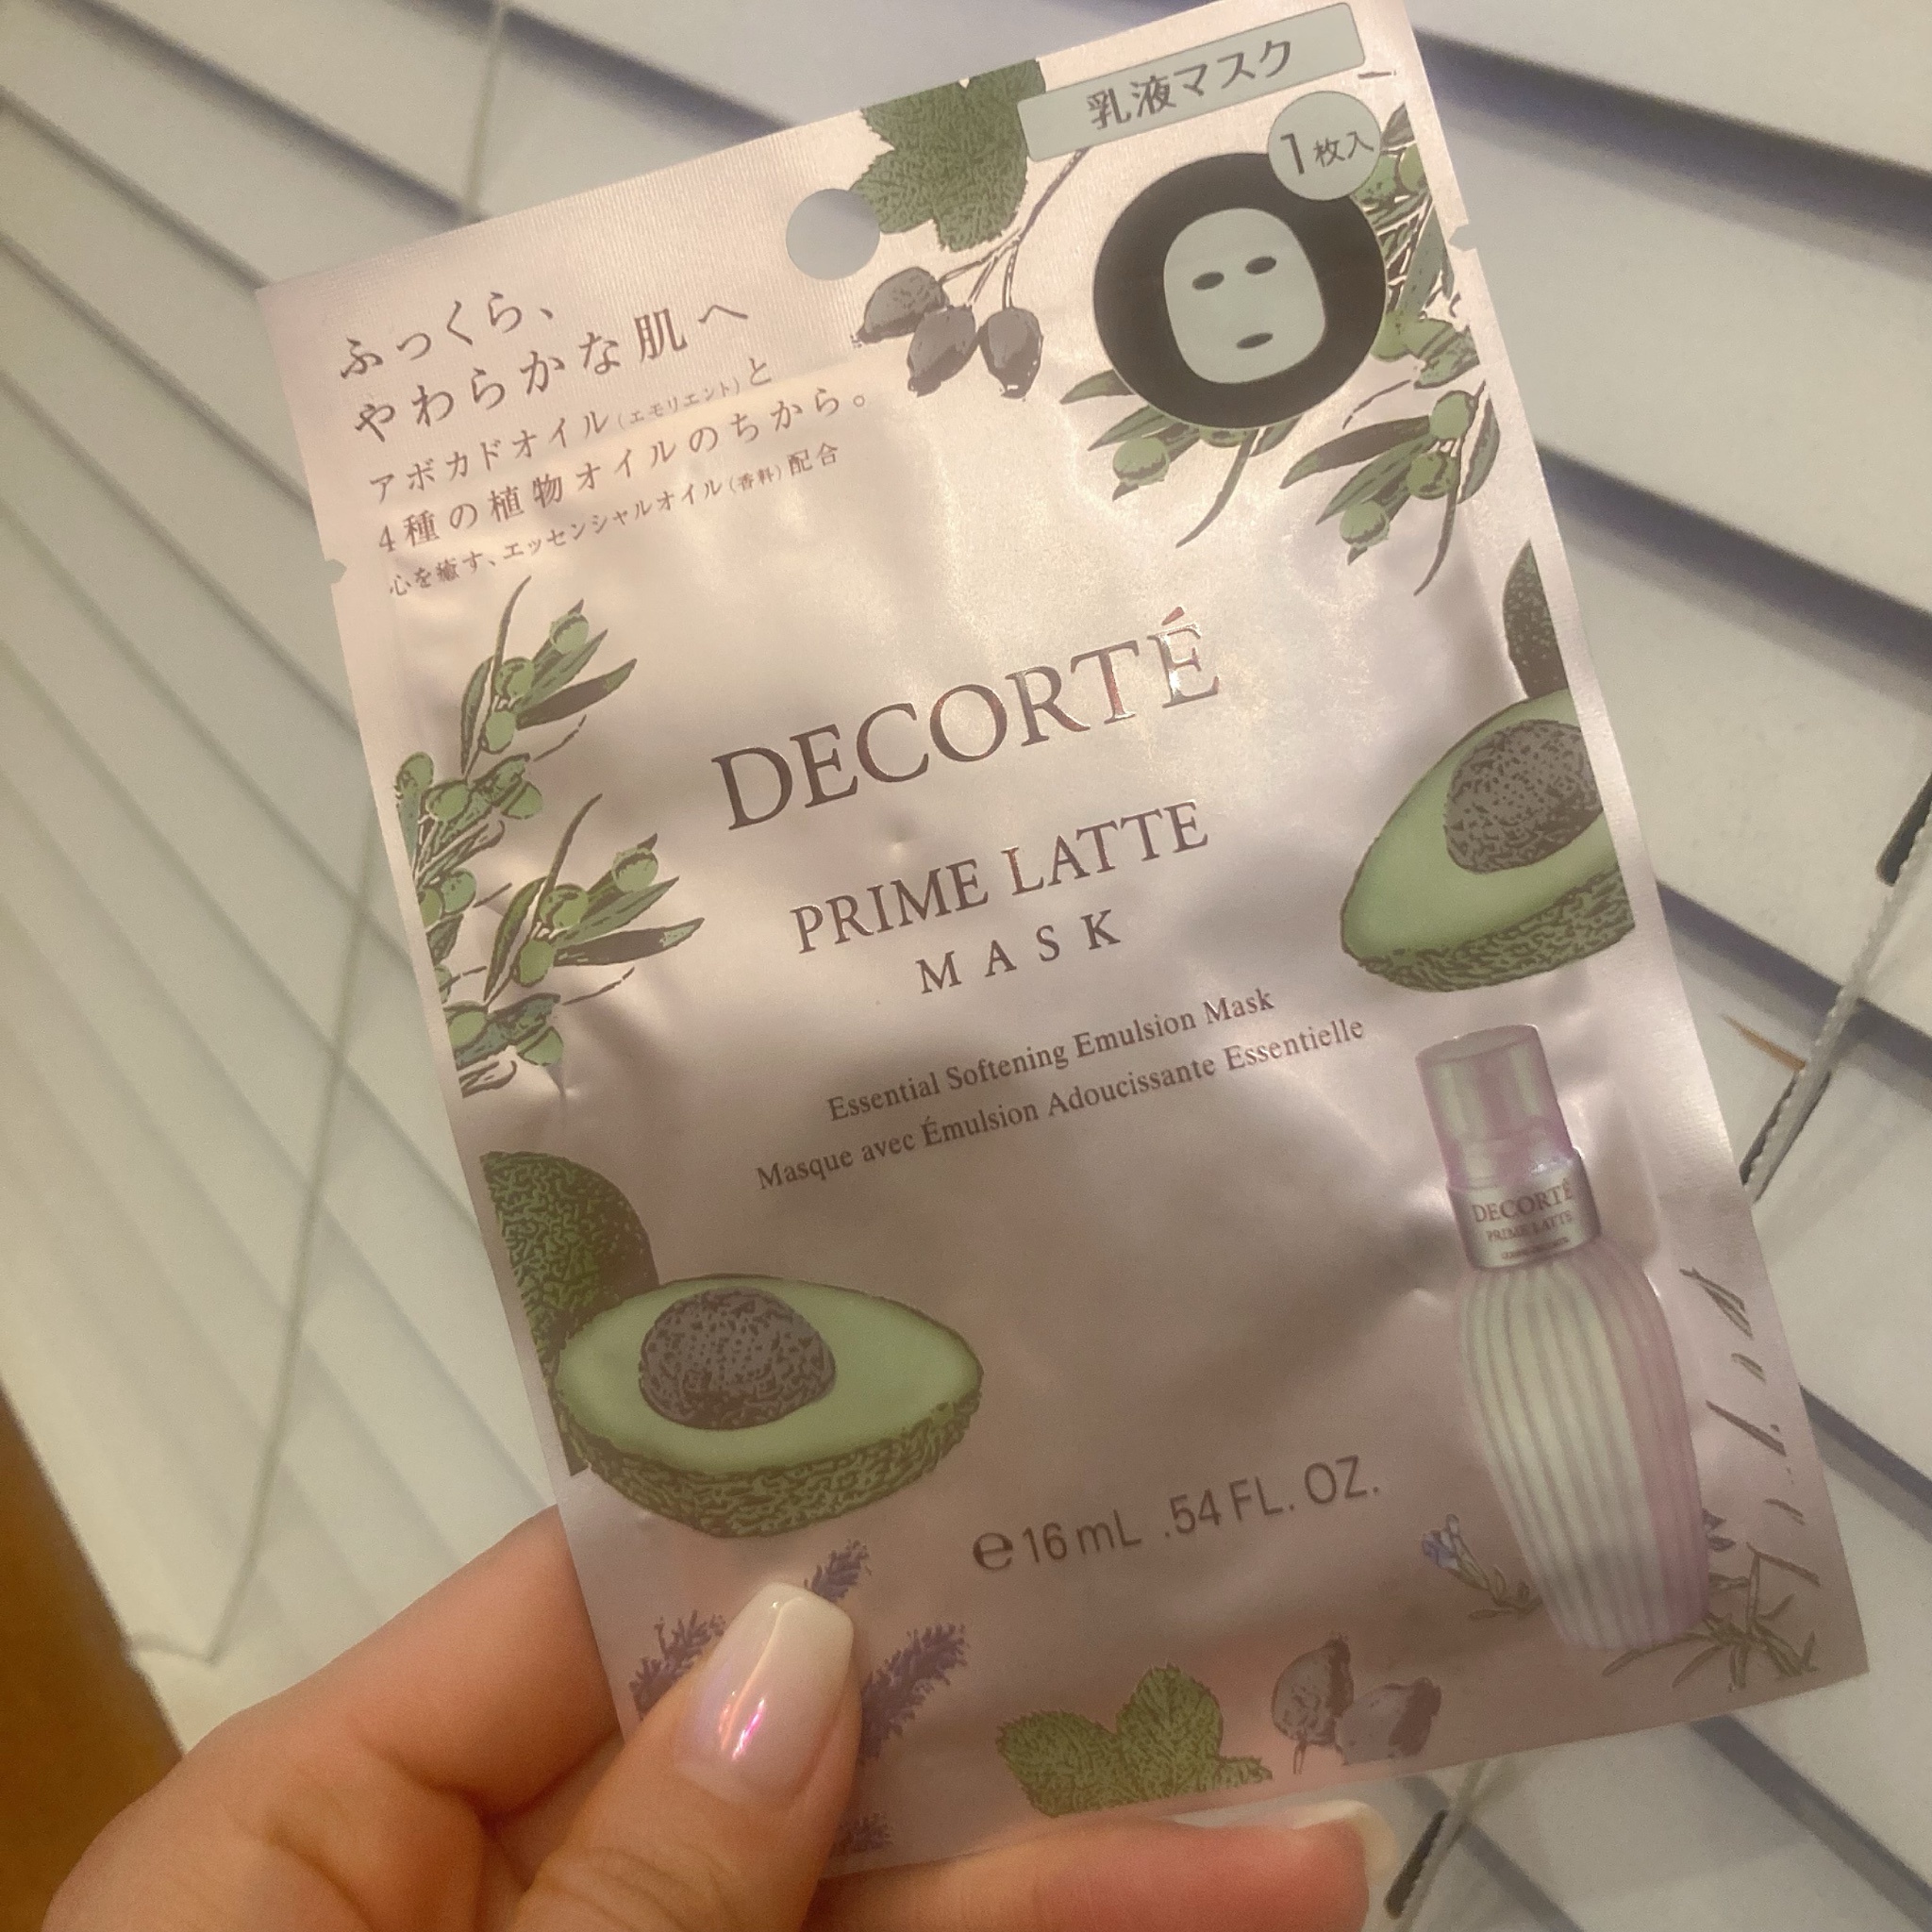 乳液マスク
1枚入
ふっくら、
やわらかな肌へ
アボカドオイル(エモリエント)と
4種の植物オイルのちから。
心を癒す、エッセンシャルオイル(香料)配合
DECORTÉ
PRIME LATTE
MASK
Essential Softening Emulsion Mask
Masque avec Émulsion Adoucissante Essentielle
DECORTÉ
PRIME LATTE
℮16mL .54FL. OZ.